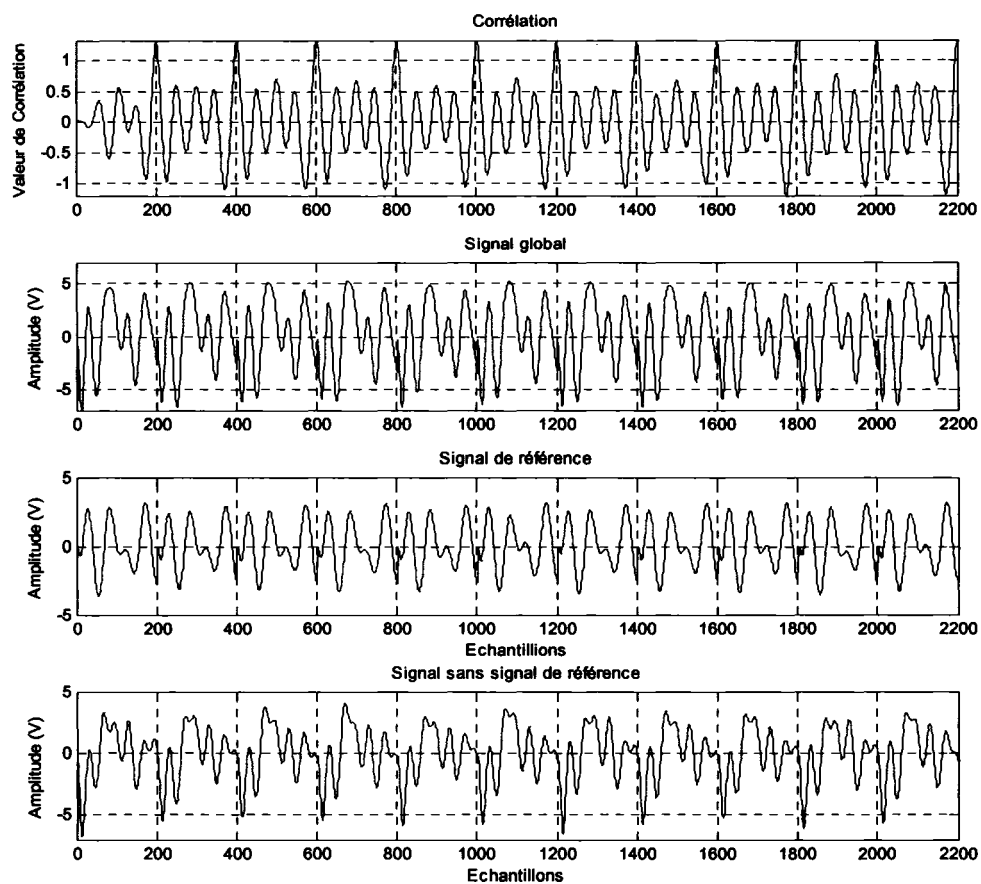 Corrélation
Valeur de Corrélation
1
0.5
0
-0.5
-1
0 200 400 600 800 1000 1200 1400 1600 1800 2000 2200
Signal global
Amplitude (V)
5
0
-5
0 200 400 600 800 1000 1200 1400 1600 1800 2000 2200
Signal de référence
Amplitude (V)
5
0
-5
0 200 400 600 800 1000 1200 1400 1600 1800 2000 2200
Echantillions
Signal sans signal de référence
Amplitude (V)
5
0
-5
0 200 400 600 800 1000 1200 1400 1600 1800 2000 2200
Echantillons